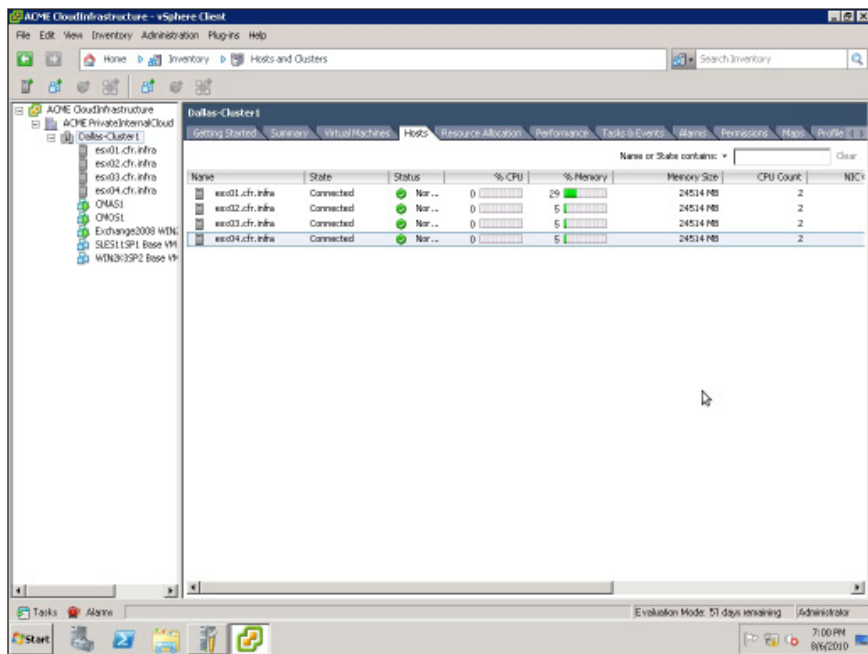 ACME CloudInfrastructure - vSphere Client
File Edit View Inventory Administration Plug-ins Help
Home Inventory Hosts and Clusters Search Inventory
ACME CloudInfrastructure
ACME PrivateInternalCloud
Dallas-Cluster1
esx01.cfr.infra
esx02.cfr.infra
esx03.cfr.infra
esx04.cfr.infra
CMAS1
CMOS1
Exchange2008 WIN2
SLES11SP1 Base VM
WIN2K3SP2 Base VM
Dallas-Cluster1
Getting Started Summary Virtual Machines Hosts Resource Allocation Performance Tasks & Events Alarms Permissions Maps Profile
Name or State contains: Clear
Name State Status % CPU % Memory Memory Size CPU Count NIC
esx01.cfr.infra Connected Nor... 0 29 24514 MB 2
esx02.cfr.infra Connected Nor... 0 5 24514 MB 2
esx03.cfr.infra Connected Nor... 0 5 24514 MB 2
esx04.cfr.infra Connected Nor... 0 5 24514 MB 2
Tasks Alarms Evaluation Mode: 51 days remaining Administrator
Start 7:00 PM
8/6/2010